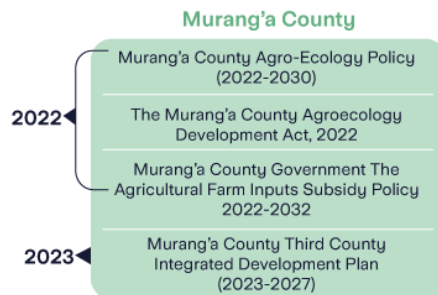 Murang'a County
2022
Murang'a County Agro-Ecology Policy
(2022-2030)
The Murang'a County Agroecology
Development Act, 2022
Murang'a County Government The
Agricultural Farm Inputs Subsidy Policy
2022-2032
2023
Murang'a County Third County
Integrated Development Plan
(2023-2027)